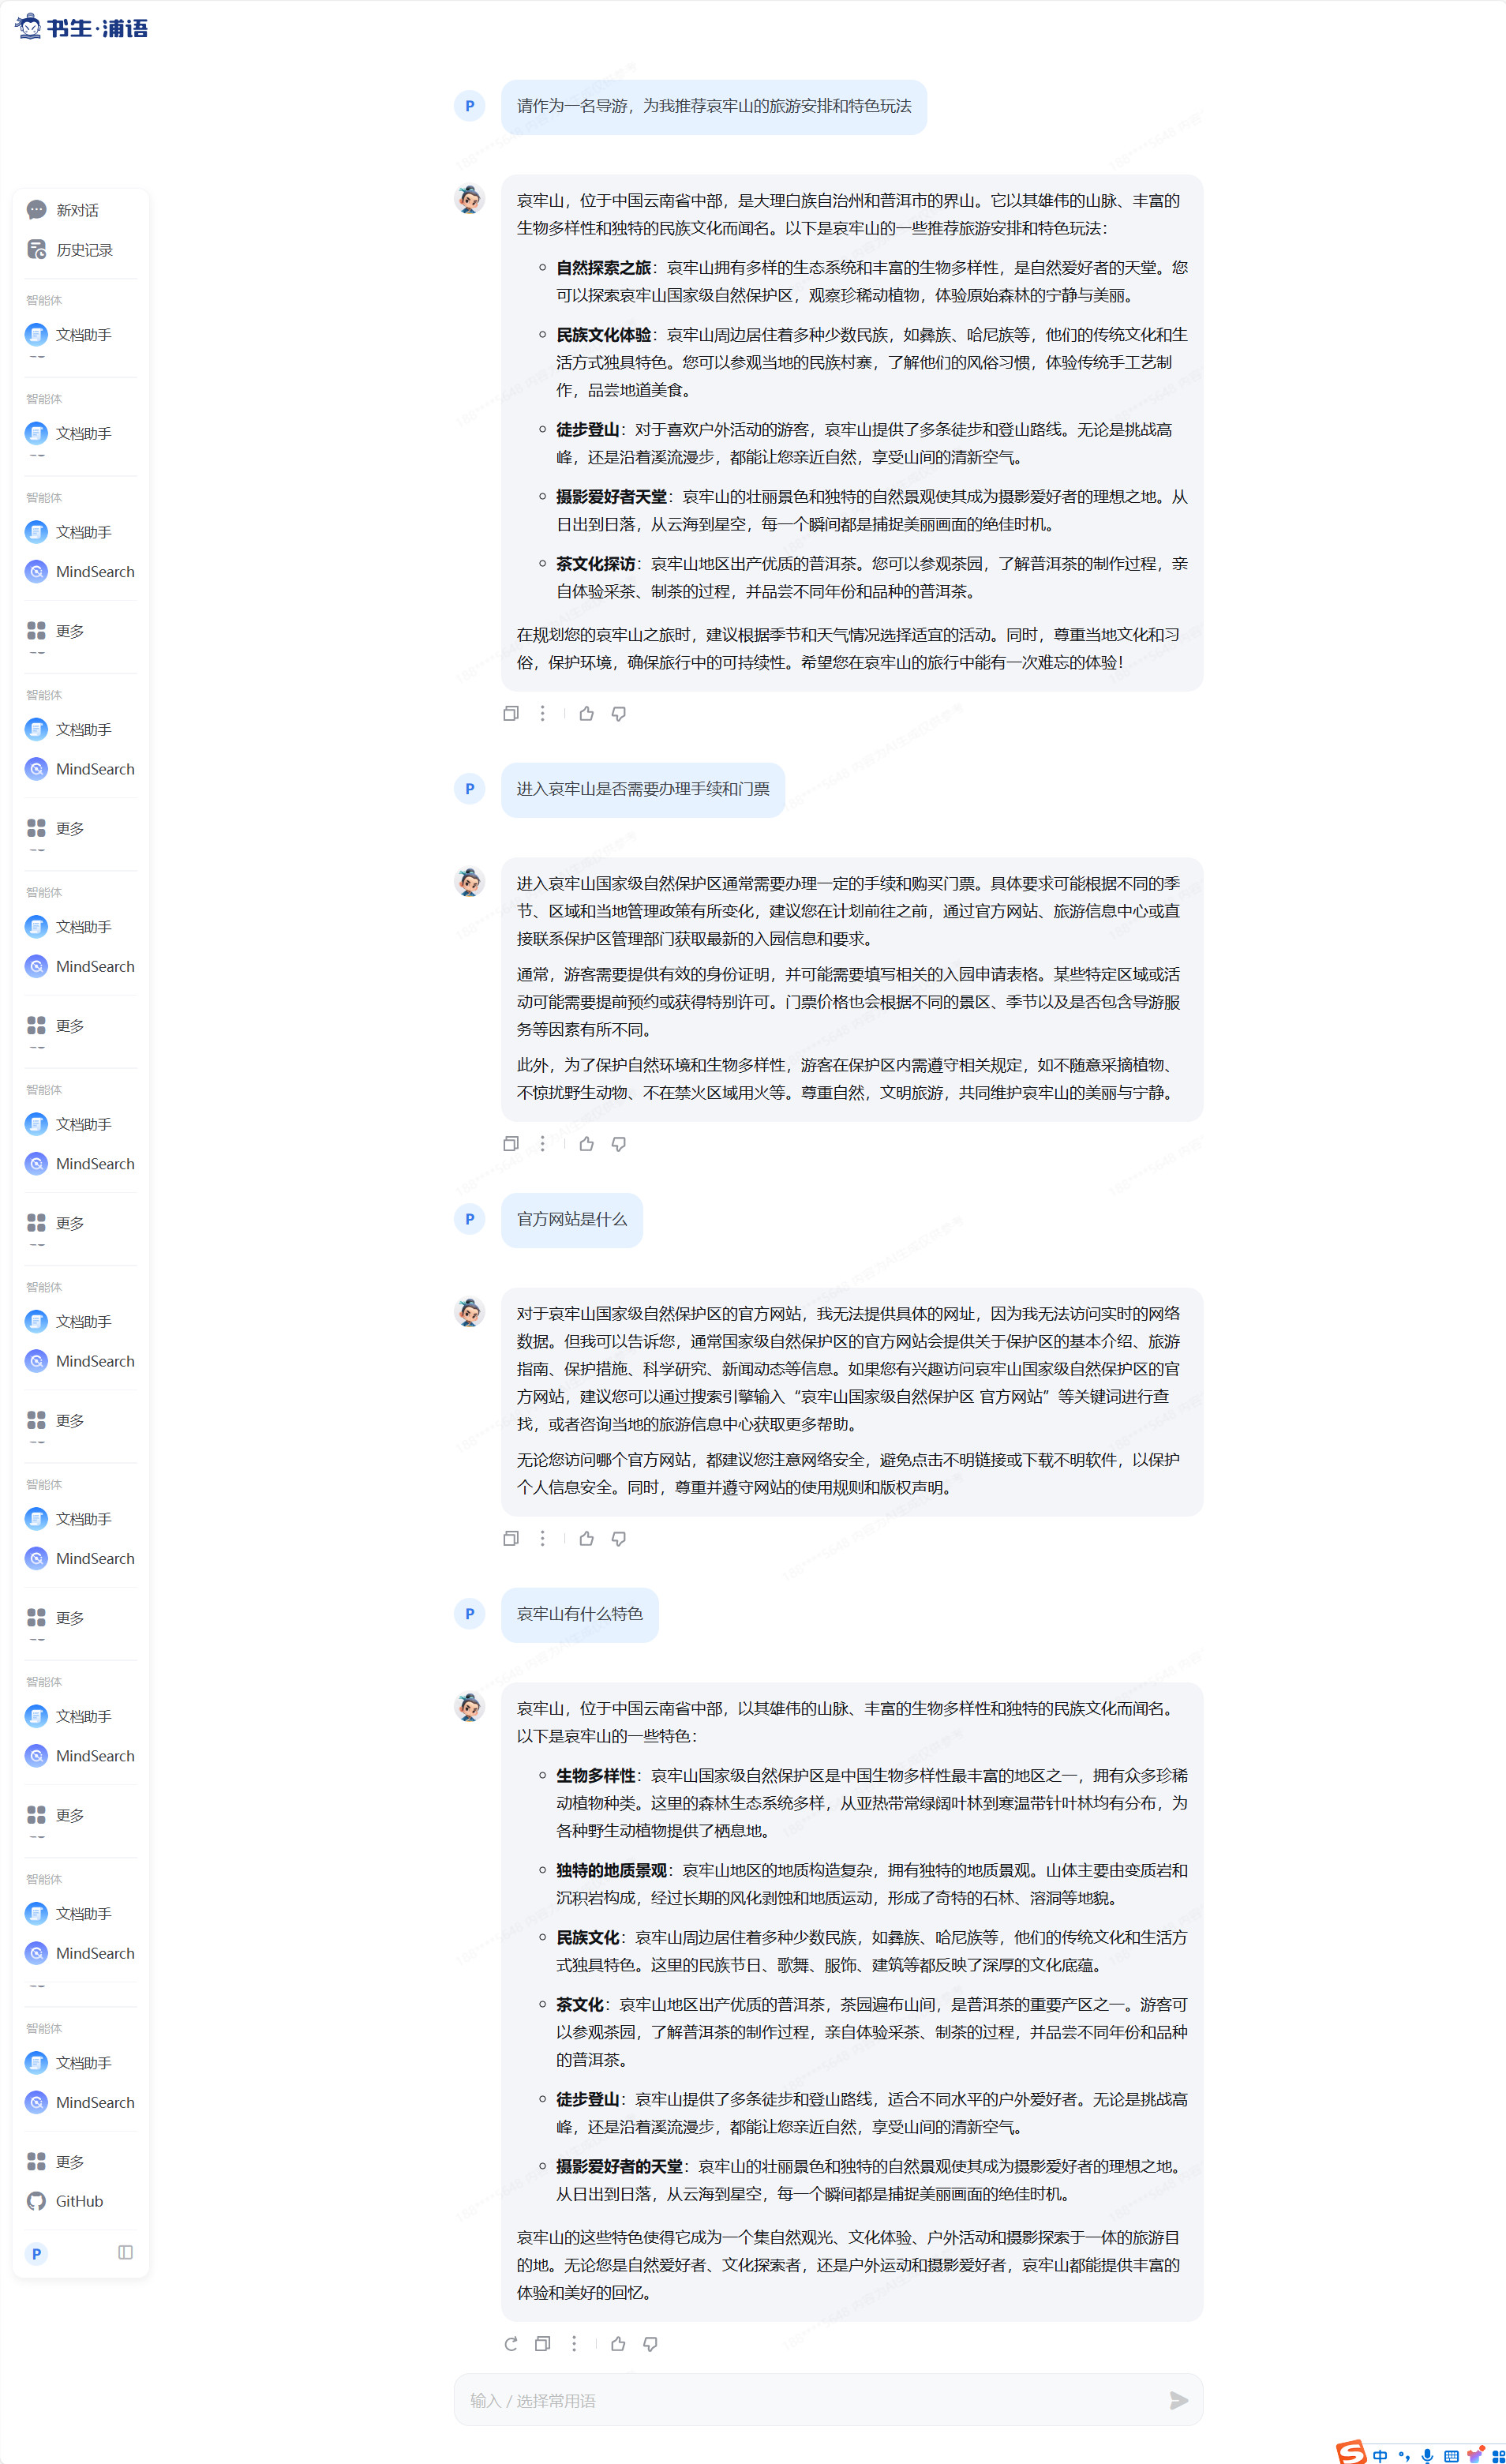 书生·浦语
新对话
历史记录
智能体
文档助手
智能体
文档助手
智能体
文档助手
MindSearch
更多
智能体
文档助手
MindSearch
更多
智能体
文档助手
MindSearch
更多
智能体
文档助手
MindSearch
更多
智能体
文档助手
MindSearch
更多
智能体
文档助手
MindSearch
更多
智能体
文档助手
MindSearch
更多
智能体
文档助手
MindSearch
智能体
文档助手
MindSearch
更多
GitHub
P
P
请作为一名导游，为我推荐哀牢山的旅游安排和特色玩法
哀牢山，位于中国云南省中部，是大理白族自治州和普洱市的界山。它以其雄伟的山脉、丰富的
生物多样性和独特的民族文化而闻名。以下是哀牢山的一些推荐旅游安排和特色玩法：
自然探索之旅：哀牢山拥有多样的生态系统和丰富的生物多样性，是自然爱好者的天堂。您
可以探索哀牢山国家级自然保护区，观察珍稀动植物，体验原始森林的宁静与美丽。
民族文化体验：哀牢山周边居住着多种少数民族，如彝族、哈尼族等，他们的传统文化和生
活方式独具特色。您可以参观当地的民族村寨，了解他们的风俗习惯，体验传统手工艺制
作，品尝地道美食。
徒步登山：对于喜欢户外活动的游客，哀牢山提供了多条徒步和登山路线。无论是挑战高
峰，还是沿着溪流漫步，都能让您亲近自然，享受山间的清新空气。
摄影爱好者天堂：哀牢山的壮丽景色和独特的自然景观使其成为摄影爱好者的理想之地。从
日出到日落，从云海到星空，每一个瞬间都是捕捉美丽画面的绝佳时机。
茶文化探访：哀牢山地区出产优质的普洱茶。您可以参观茶园，了解普洱茶的制作过程，亲
自体验采茶、制茶的过程，并品尝不同年份和品种的普洱茶。
在规划您的哀牢山之旅时，建议根据季节和天气情况选择适宜的活动。同时，尊重当地文化和习
俗，保护环境，确保旅行中的可持续性。希望您在哀牢山的旅行中能有一次难忘的体验！
P
进入哀牢山是否需要办理手续和门票
进入哀牢山国家级自然保护区通常需要办理一定的手续和购买门票。具体要求可能根据不同的季
节、区域和当地管理政策有所变化，建议您在计划前往之前，通过官方网站、旅游信息中心或直
接联系保护区管理部门获取最新的入园信息和要求。
通常，游客需要提供有效的身份证明，并可能需要填写相关的入园申请表格。某些特定区域或活
动可能需要提前预约或获得特别许可。门票价格也会根据不同的景区、季节以及是否包含导游服
务等因素有所不同。
此外，为了保护自然环境和生物多样性，游客在保护区内需遵守相关规定，如不随意采摘植物、
不惊扰野生动物、不在禁火区域用火等。尊重自然，文明旅游，共同维护哀牢山的美丽与宁静。
P
官方网站是什么
对于哀牢山国家级自然保护区的官方网站，我无法提供具体的网址，因为我无法访问实时的网络
数据。但我可以告诉您，通常国家级自然保护区的官方网站会提供关于保护区的基本介绍、旅游
指南、保护措施、科学研究、新闻动态等信息。如果您有兴趣访问哀牢山国家级自然保护区的官
方网站，建议您可以通过搜索引擎输入“哀牢山国家级自然保护区 官方网站”等关键词进行查
找，或者咨询当地的旅游信息中心获取更多帮助。
无论您访问哪个官方网站，都建议您注意网络安全，避免点击不明链接或下载不明软件，以保护
个人信息安全。同时，尊重并遵守网站的使用规则和版权声明。
P
哀牢山有什么特色
哀牢山，位于中国云南省中部，以其雄伟的山脉、丰富的生物多样性和独特的民族文化而闻名。
以下是哀牢山的一些特色：
生物多样性：哀牢山国家级自然保护区是中国生物多样性最丰富的地区之一，拥有众多珍稀
动植物种类。这里的森林生态系统多样，从亚热带常绿阔叶林到寒温带针叶林均有分布，为
各种野生动植物提供了栖息地。
独特的地质景观：哀牢山地区的地质构造复杂，拥有独特的地质景观。山体主要由变质岩和
沉积岩构成，经过长期的风化剥蚀和地质运动，形成了奇特的石林、溶洞等地貌。
民族文化：哀牢山周边居住着多种少数民族，如彝族、哈尼族等，他们的传统文化和生活方
式独具特色。这里的民族节日、歌舞、服饰、建筑等都反映了深厚的文化底蕴。
茶文化：哀牢山地区出产优质的普洱茶，茶园遍布山间，是普洱茶的重要产区之一。游客可
以参观茶园，了解普洱茶的制作过程，亲自体验采茶、制茶的过程，并品尝不同年份和品种
的普洱茶。
徒步登山：哀牢山提供了多条徒步和登山路线，适合不同水平的户外爱好者。无论是挑战高
峰，还是沿着溪流漫步，都能让您亲近自然，享受山间的清新空气。
摄影爱好者的天堂：哀牢山的壮丽景色和独特的自然景观使其成为摄影爱好者的理想之地。
从日出到日落，从云海到星空，每一个瞬间都是捕捉美丽画面的绝佳时机。
哀牢山的这些特色使得它成为一个集自然观光、文化体验、户外活动和摄影探索于一体的旅游目
的地。无论您是自然爱好者、文化探索者，还是户外运动和摄影爱好者，哀牢山都能提供丰富的
体验和美好的回忆。
输入 / 选择常用语
中